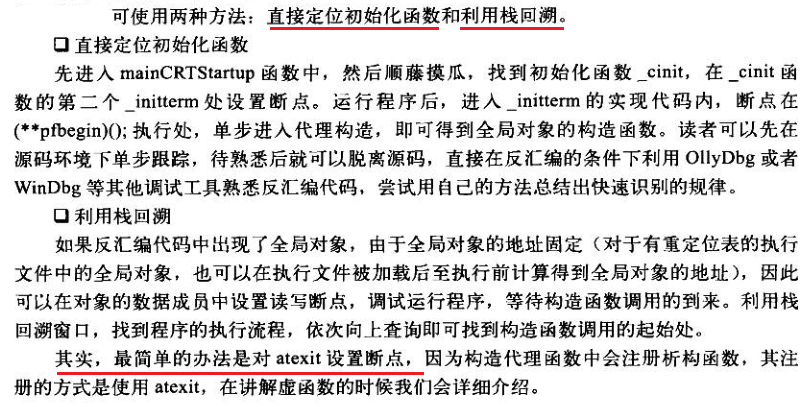 可使用两种方法：直接定位初始化函数和利用栈回溯。
❑ 直接定位初始化函数
先进入 mainCRTStartup 函数中，然后顺藤摸瓜，找到初始化函数 _cinit，在 _cinit 函
数的第二个 _initterm 处设置断点。运行程序后，进入 _initterm 的实现代码内，断点在
(**pfbegin)(); 执行处，单步进入代理构造，即可得到全局对象的构造函数。读者可以先在
源码环境下单步跟踪，待熟悉后就可以脱离源码，直接在反汇编的条件下利用 OllyDbg 或者
WinDbg 等其他调试工具熟悉反汇编代码，尝试用自己的方法总结出快速识别的规律。
❑ 利用栈回溯
如果反汇编代码中出现了全局对象，由于全局对象的地址固定（对于有重定位表的执行
文件中的全局对象，也可以在执行文件被加载后至执行前计算得到全局对象的地址），因此
可以在对象的数据成员中设置读写断点，调试运行程序，等待构造函数调用的到来。利用栈
回溯窗口，找到程序的执行流程，依次向上查询即可找到构造函数调用的起始处。
其实，最简单的办法是对 atexit 设置断点，因为构造代理函数中会注册析构函数，其注
册的方式是使用 atexit，在讲解虚函数的时候我们会详细介绍。